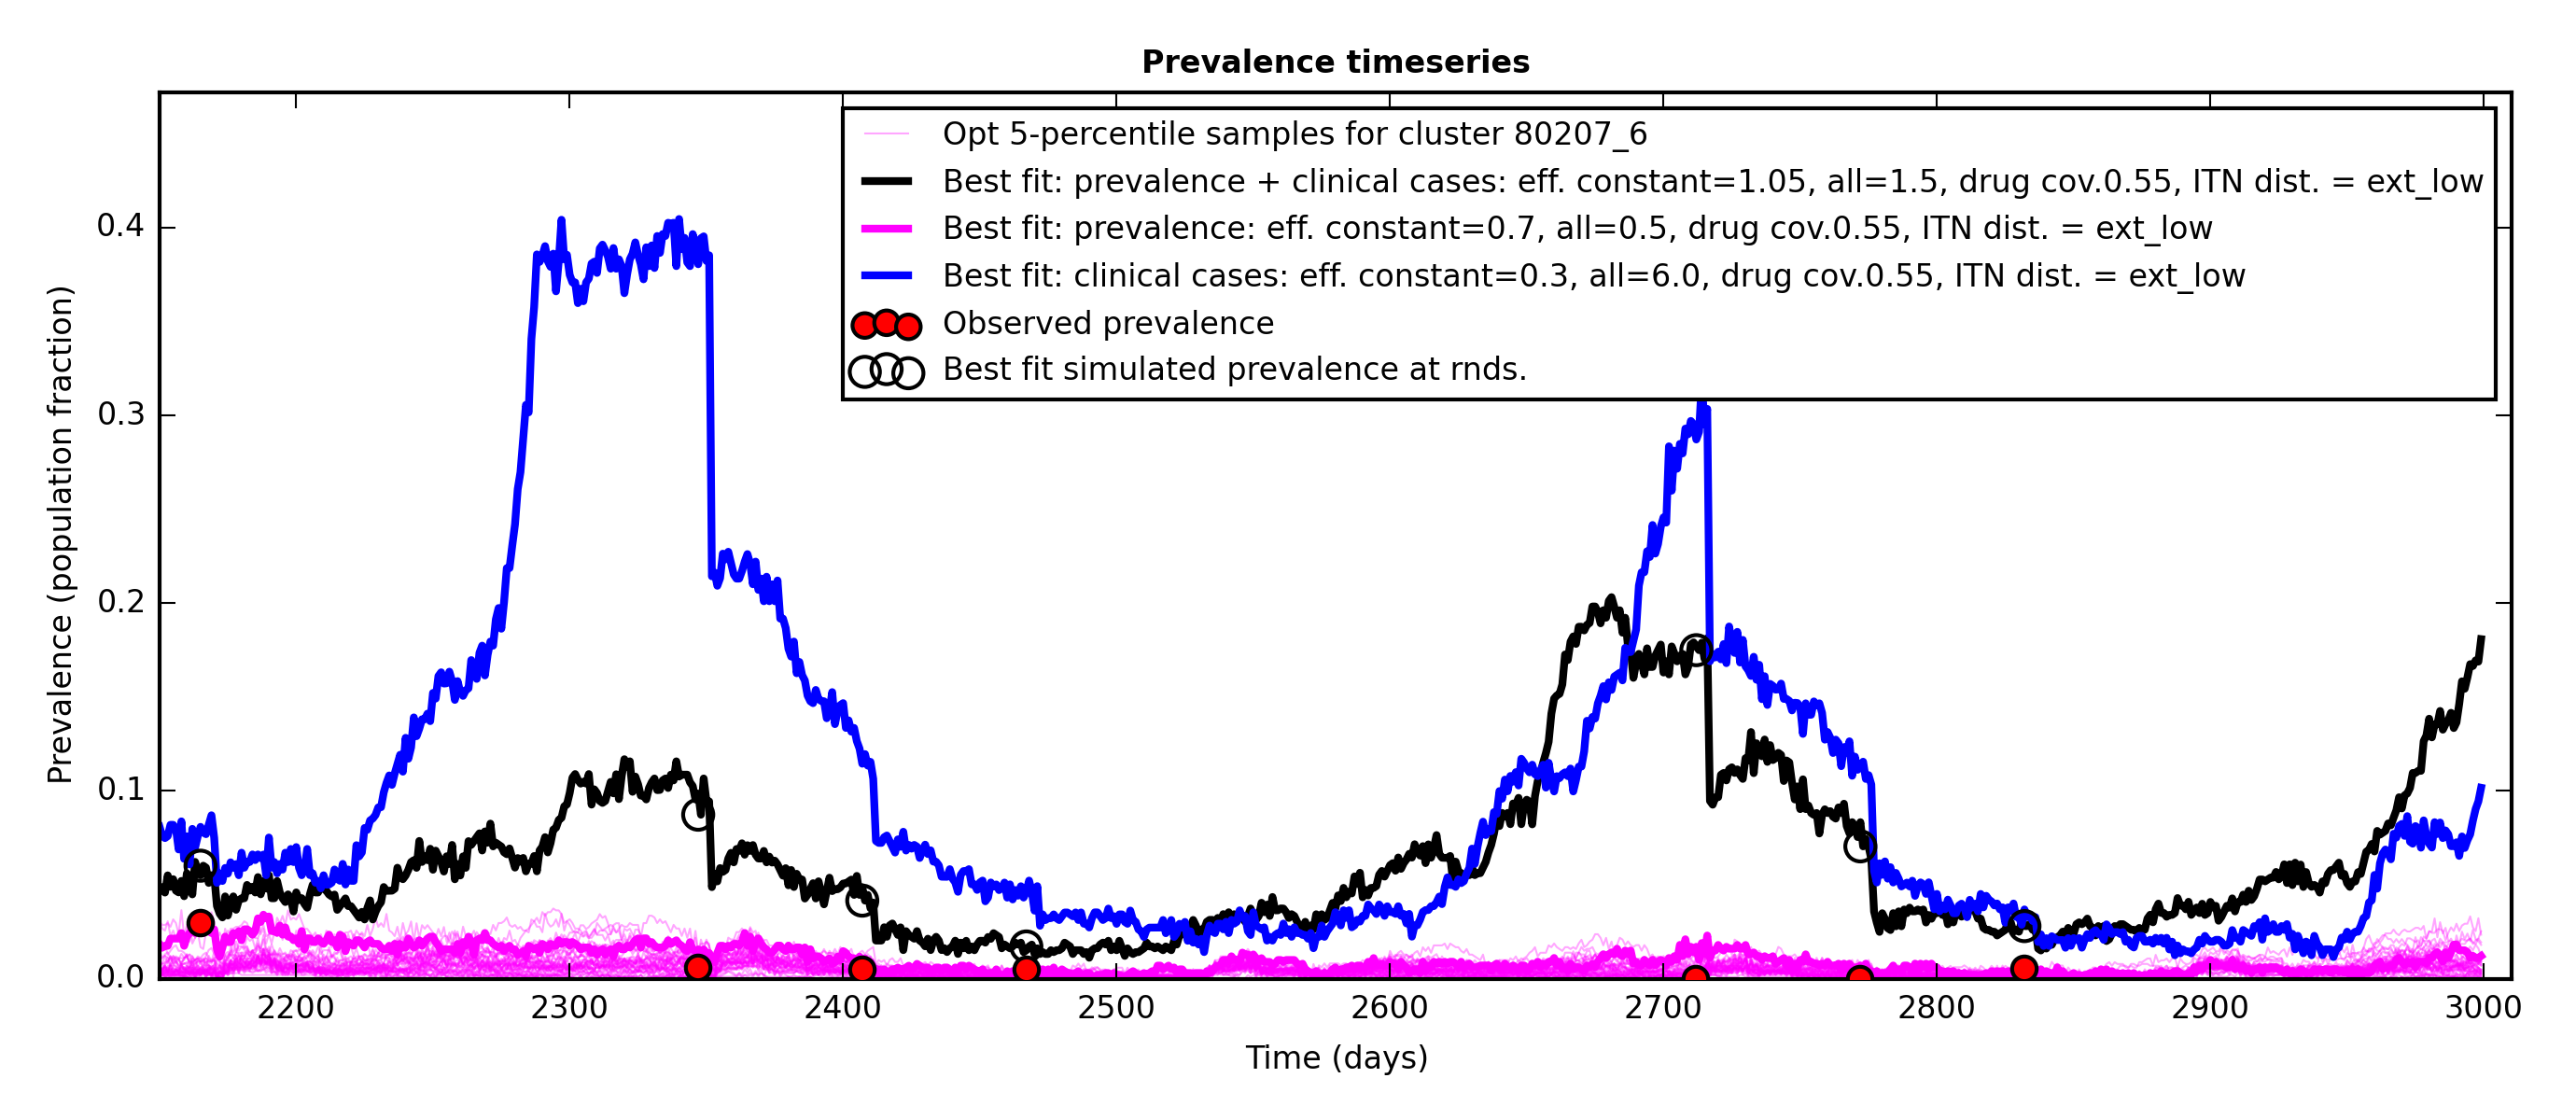 Prevalence timeseries
Opt 5-percentile samples for cluster 80207_6
Best fit: prevalence + clinical cases: eff. constant=1.05, all=1.5, drug cov.0.55, ITN dist. = ext_low
Best fit: prevalence: eff. constant=0.7, all=0.5, drug cov.0.55, ITN dist. = ext_low
Best fit: clinical cases: eff. constant=0.3, all=6.0, drug cov.0.55, ITN dist. = ext_low
Observed prevalence
Best fit simulated prevalence at rnds.
Prevalence (population fraction)
0.4
0.3
0.2
0.1
0.0
2200 2300 2400 2500 2600 2700 2800 2900 3000
Time (days)